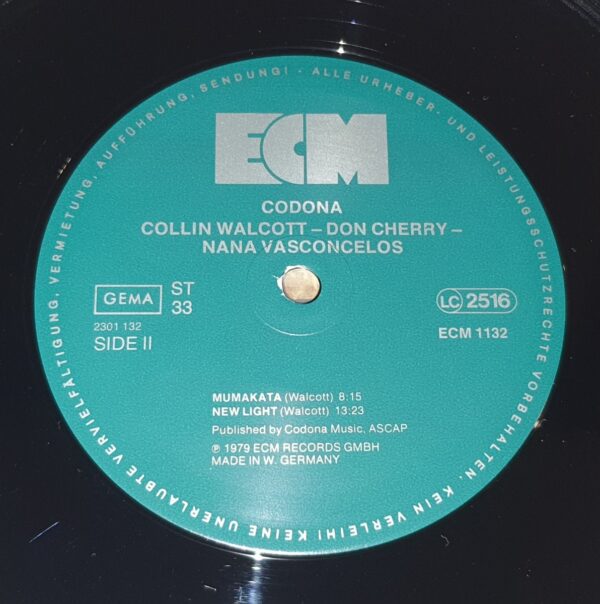 ECM
CODONA
COLLIN WALCOTT – DON CHERRY –
NANA VASCONCELOS
GEMA
ST
33
2301 132
SIDE II
LC 2516
ECM 1132
MUMAKATA (Walcott) 8:15
NEW LIGHT (Walcott) 13:23
Published by Codona Music, ASCAP
℗ 1979 ECM RECORDS GMBH
MADE IN W. GERMANY
ALLE URHEBER- UND LEISTUNGSSCHUTZRECHTE VORBEHALTEN. KEIN VERLEIH! KEINE UNERLAUBTE VERVIELFÄLTIGUNG, VERMIETUNG, AUFFÜHRUNG, SENDUNG! -